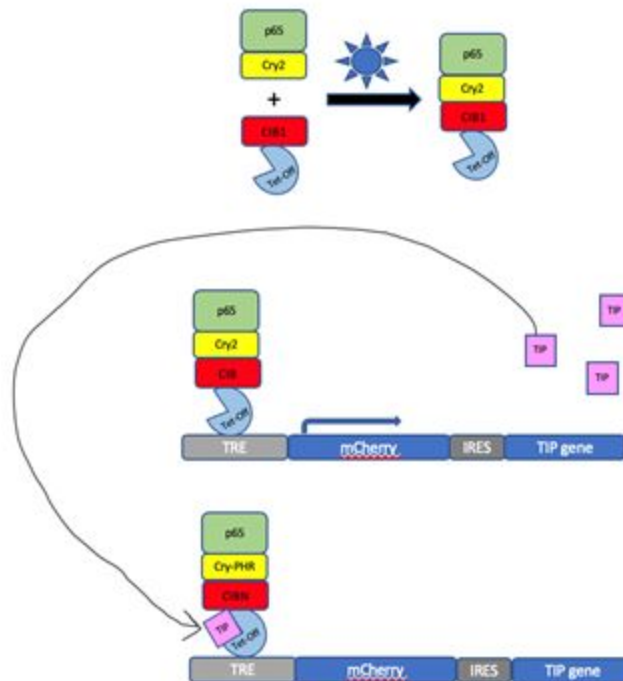 p65
Cry2
+
CIB1
Tet-Off
p65
Cry2
CIB1
Tet-Off
p65
Cry2
CIB
Tet-Off
TIP
TIP
TIP
TRE
mCherry
IRES
TIP gene
p65
Cry-PHR
CIBN
TIP
Tet-Off
TRE
mCherry
IRES
TIP gene